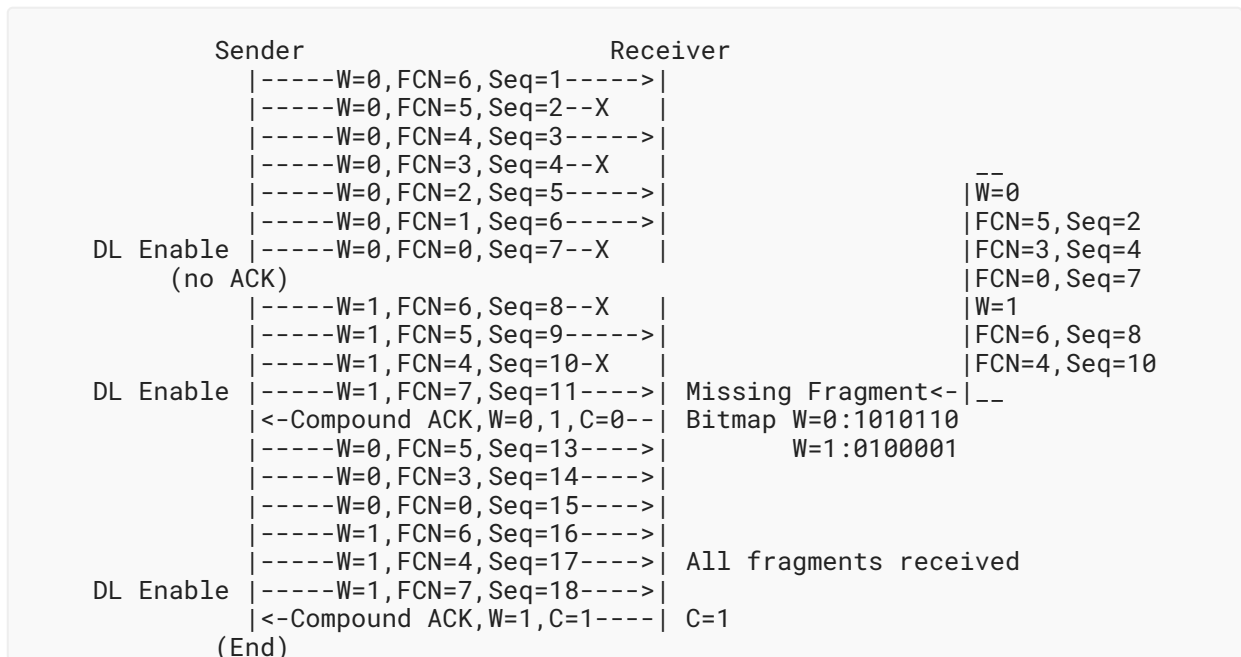 Sender                        Receiver
|-----W=0,FCN=6,Seq=1----->|
|-----W=0,FCN=5,Seq=2--X   |
|-----W=0,FCN=4,Seq=3----->|
|-----W=0,FCN=3,Seq=4--X   |                    __
|-----W=0,FCN=2,Seq=5----->|                   |W=0
|-----W=0,FCN=1,Seq=6----->|                   |FCN=5,Seq=2
DL Enable |-----W=0,FCN=0,Seq=7--X   |                   |FCN=3,Seq=4
(no ACK)                                       |FCN=0,Seq=7
|-----W=1,FCN=6,Seq=8--X   |                   |W=1
|-----W=1,FCN=5,Seq=9----->|                   |FCN=6,Seq=8
|-----W=1,FCN=4,Seq=10-X   |                   |FCN=4,Seq=10
DL Enable |-----W=1,FCN=7,Seq=11---->| Missing Fragment<-|__
|<-Compound ACK,W=0,1,C=0--| Bitmap W=0:1010110
|-----W=0,FCN=5,Seq=13---->|        W=1:0100001
|-----W=0,FCN=3,Seq=14---->|
|-----W=0,FCN=0,Seq=15---->|
|-----W=1,FCN=6,Seq=16---->|
|-----W=1,FCN=4,Seq=17---->| All fragments received
DL Enable |-----W=1,FCN=7,Seq=18---->|
|<-Compound ACK,W=1,C=1----| C=1
(End)